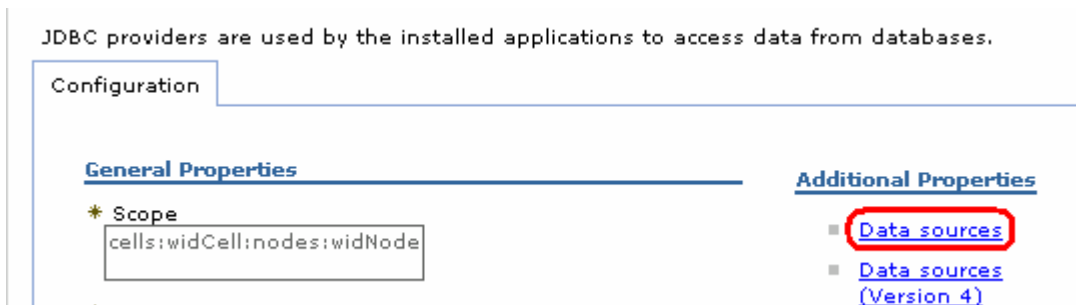 JDBC providers are used by the installed applications to access data from databases.
Configuration
General Properties
* Scope
cells:widCell:nodes:widNode
Additional Properties
Data sources
Data sources
(Version 4)